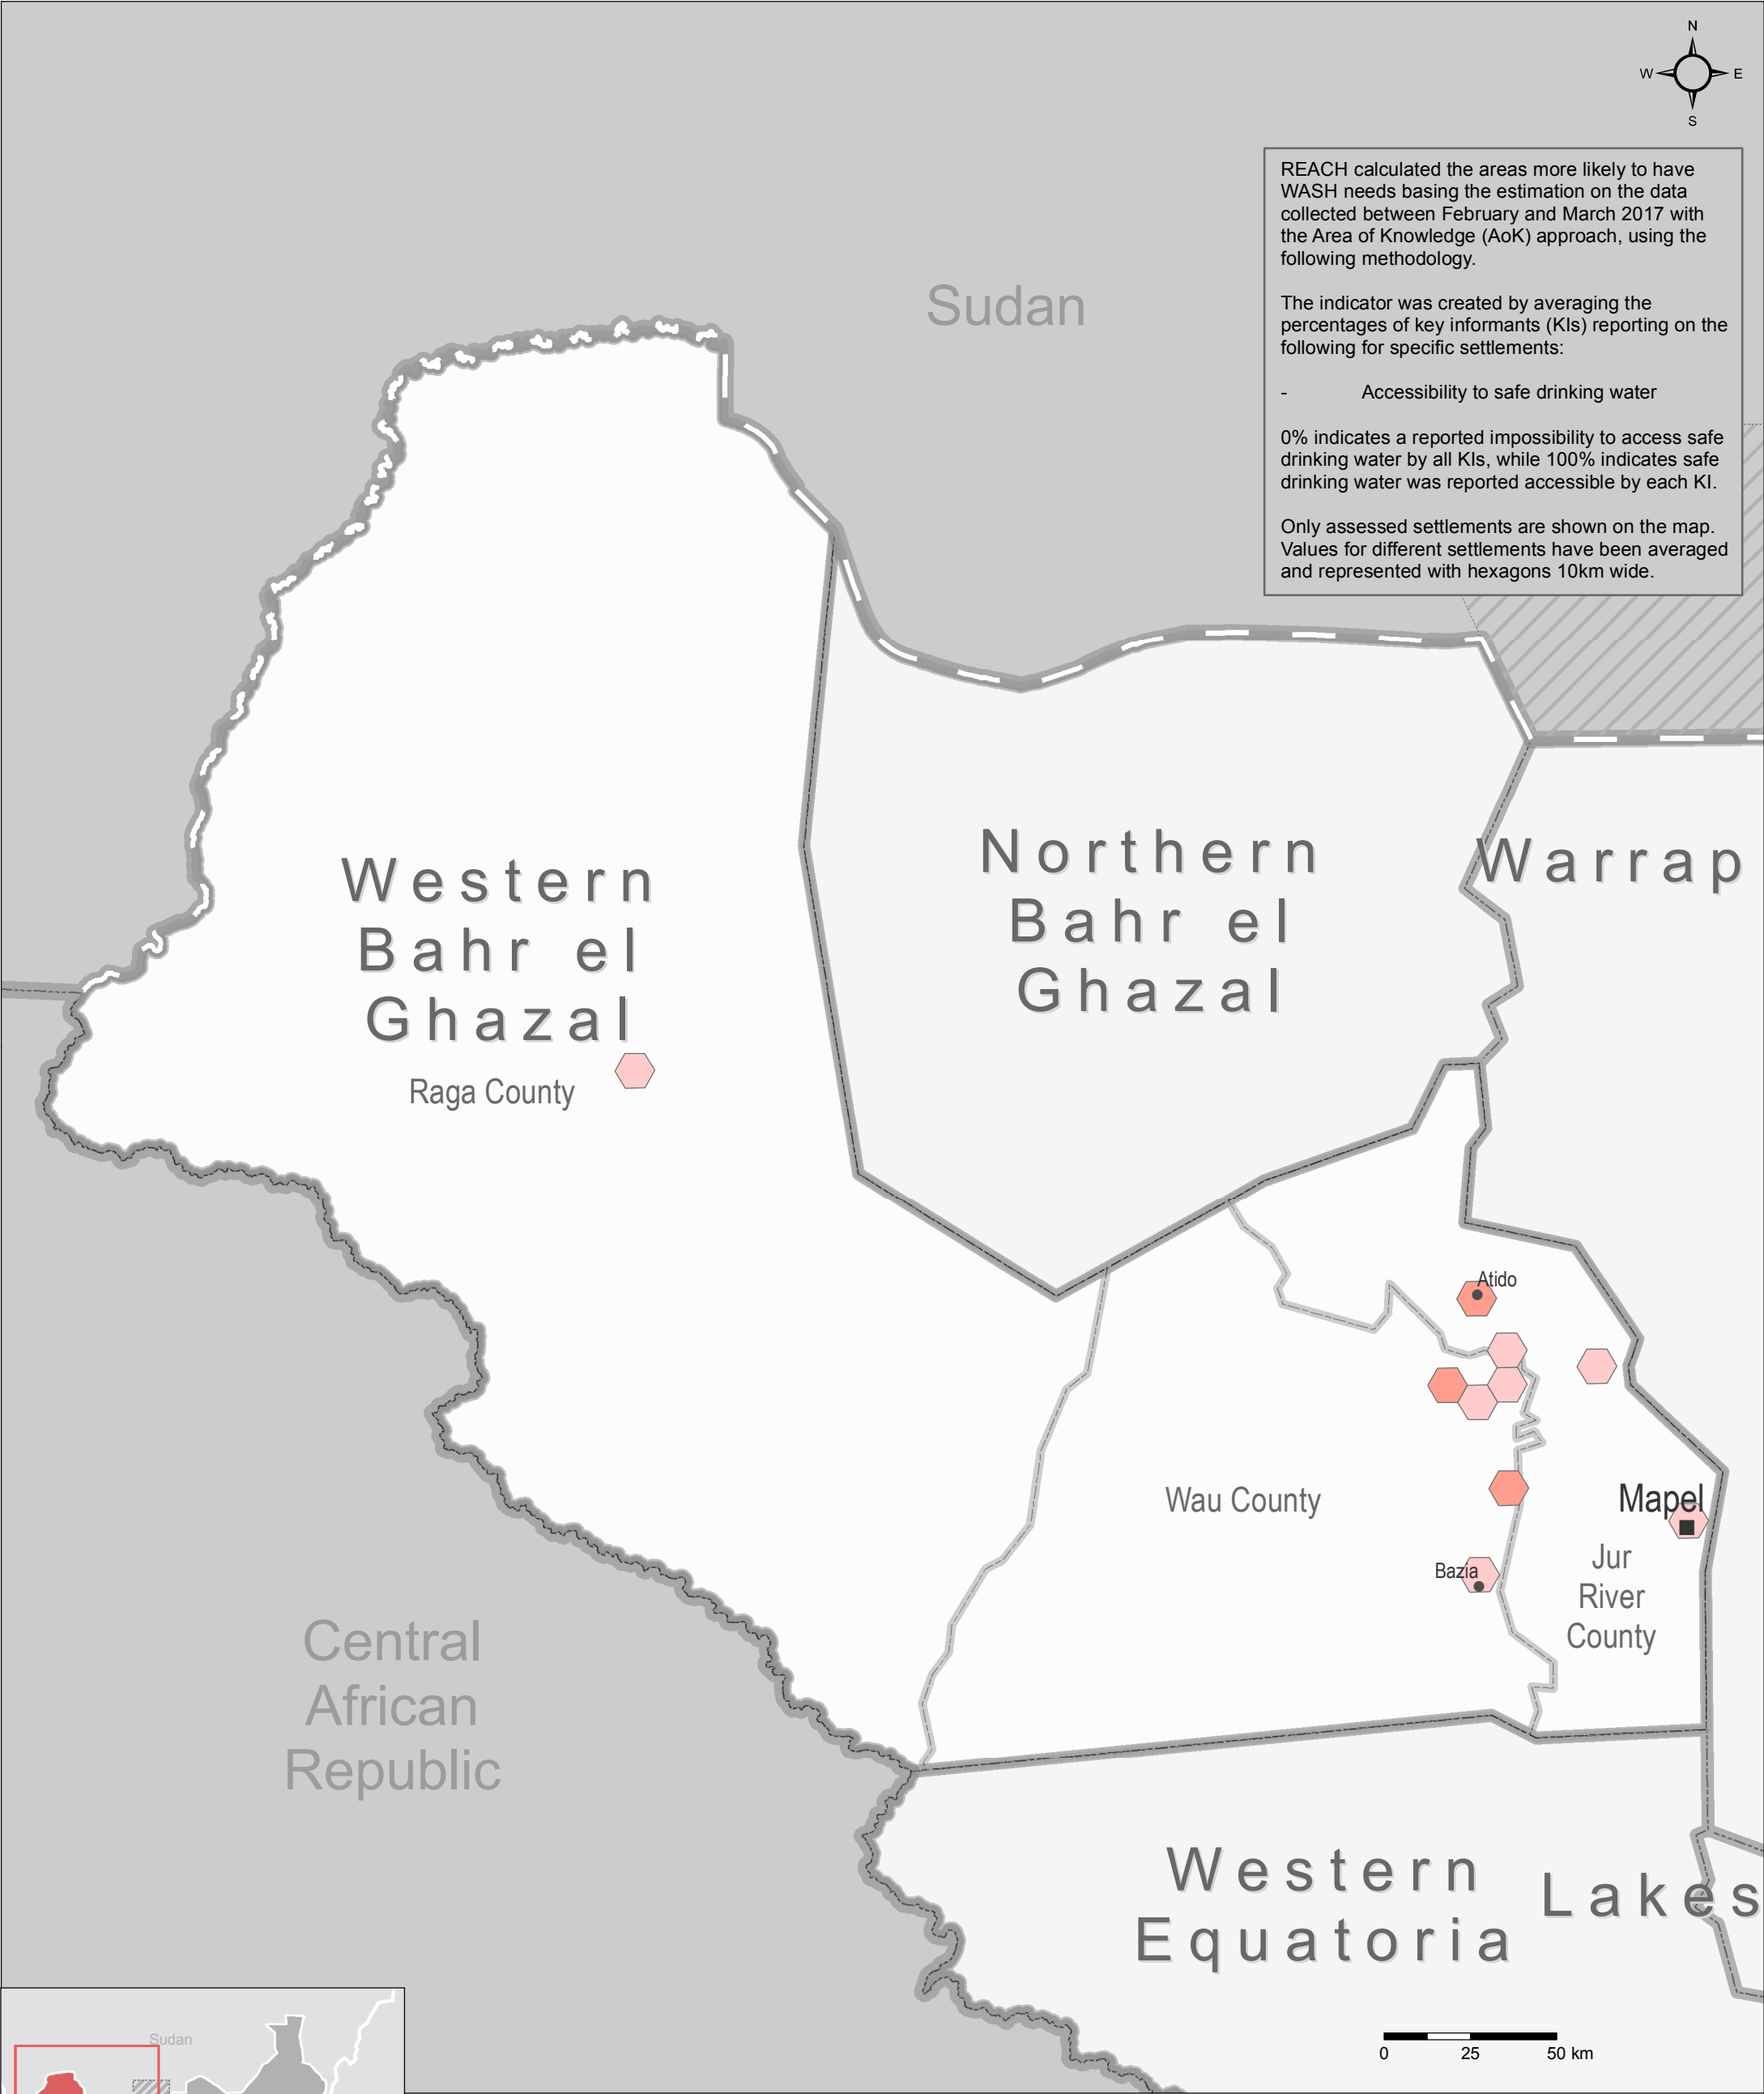 N
W E
S
REACH calculated the areas more likely to have
WASH needs basing the estimation on the data
collected between February and March 2017 with
the Area of Knowledge (AoK) approach, using the
following methodology.
The indicator was created by averaging the
percentages of key informants (KIs) reporting on the
following for specific settlements:
- Accessibility to safe drinking water
0% indicates a reported impossibility to access safe
drinking water by all KIs, while 100% indicates safe
drinking water was reported accessible by each KI.
Only assessed settlements are shown on the map.
Values for different settlements have been averaged
and represented with hexagons 10km wide.
Sudan
Western
Bahr el
Ghazal
Raga County
Northern
Bahr el
Ghazal
Warrap
Atido
Wau County
Mapel
Bazia
Jur
River
County
Central
African
Republic
Western
Equatoria
Lakes
Sudan
0 25 50 km